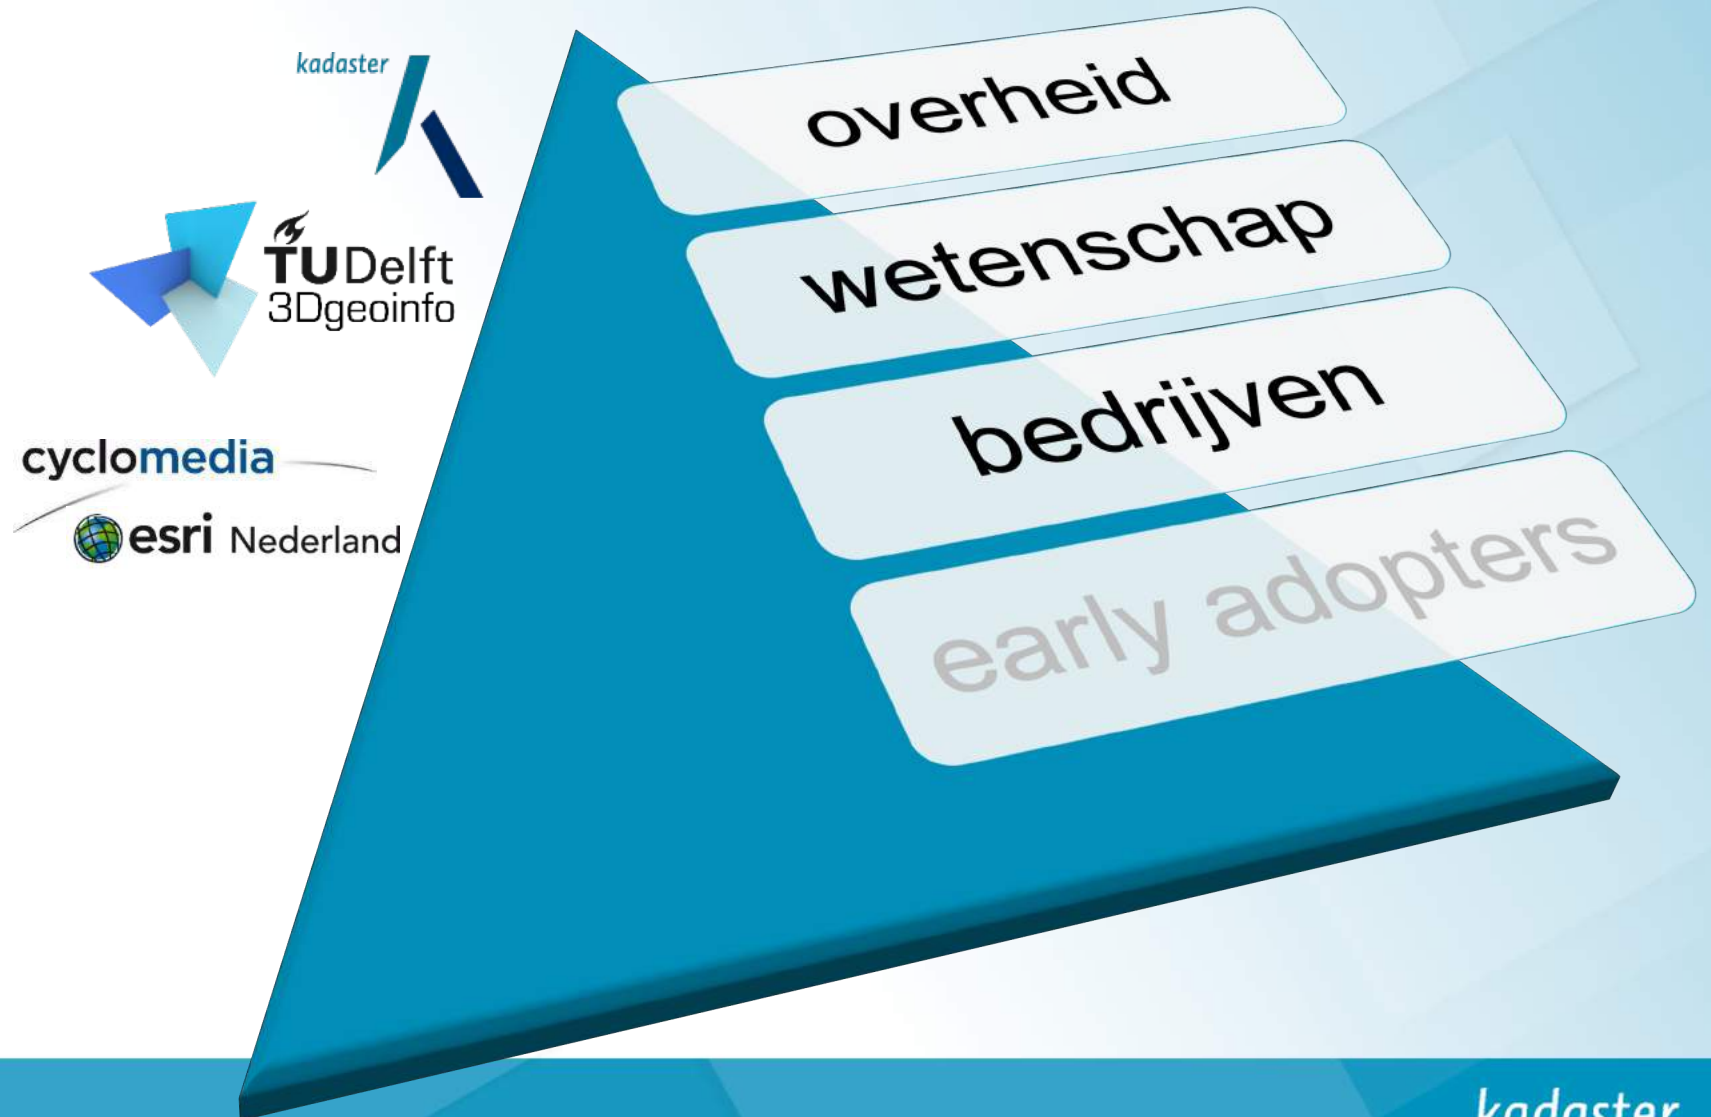 kadaster
overheid
TUDelft
3Dgeoinfo
wetenschap
cyclomedia
esri Nederland
bedrijven
early adopters
kadaster